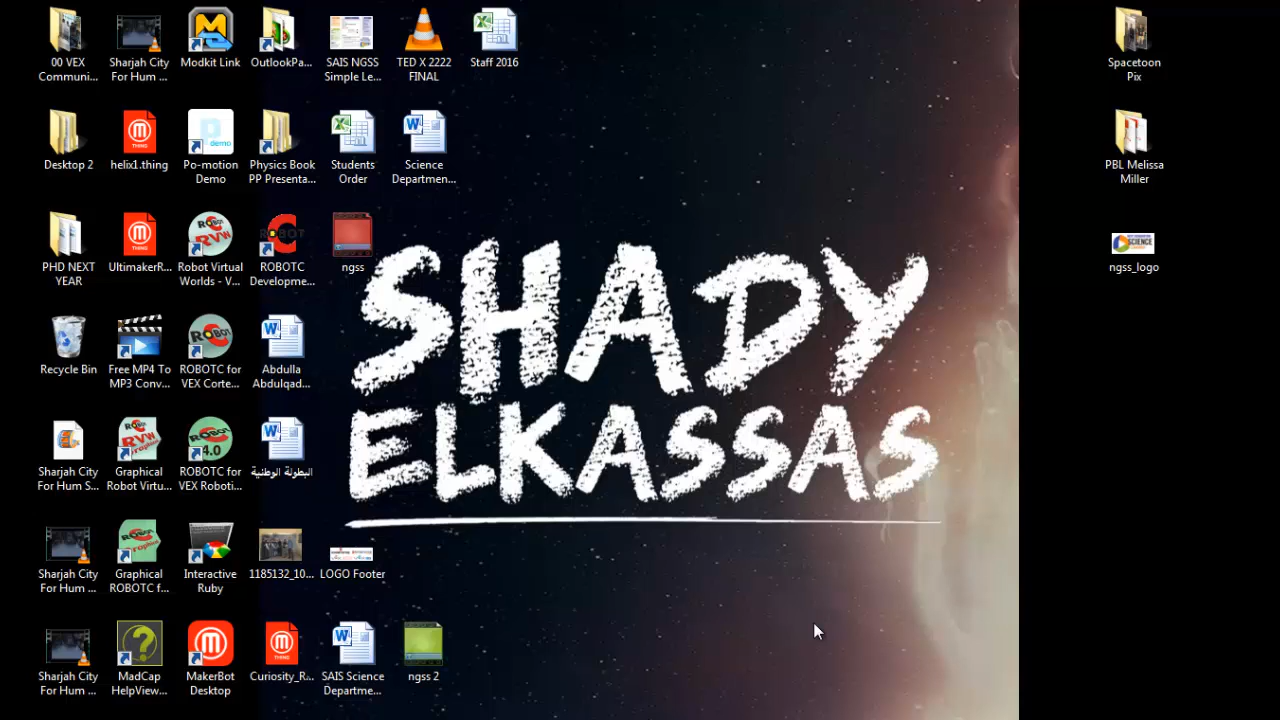 00 VEX
Communi...
Sharjah City
For Hum ...
Modkit Link
OutlookPa...
SAIS NGSS
Simple Le...
TED X 2222
FINAL
Staff 2016
Spacetoon
Pix
Desktop 2
helix1.thing
Po-motion
Demo
Physics Book
PP Presenta...
Students
Order
Science
Departmen...
PBL Melissa
Miller
PHD NEXT
YEAR
UltimakerR...
Robot Virtual
Worlds - V...
ROBOTC
Developme...
ngss
ngss_logo
SHADY
ELKASSAS
Recycle Bin
Free MP4 To
MP3 Conv...
ROBOTC for
VEX Corte...
Abdulla
Abdulqad...
Sharjah City
For Hum S...
Graphical
Robot Virtu...
ROBOTC for
VEX Roboti...
البطولة الوطنية
Sharjah City
For Hum ...
Graphical
ROBOTC f...
Interactive
Ruby
1185132_10...
LOGO Footer
Sharjah City
For Hum ...
MadCap
HelpView...
MakerBot
Desktop
Curiosity_R...
SAIS Science
Departme...
ngss 2